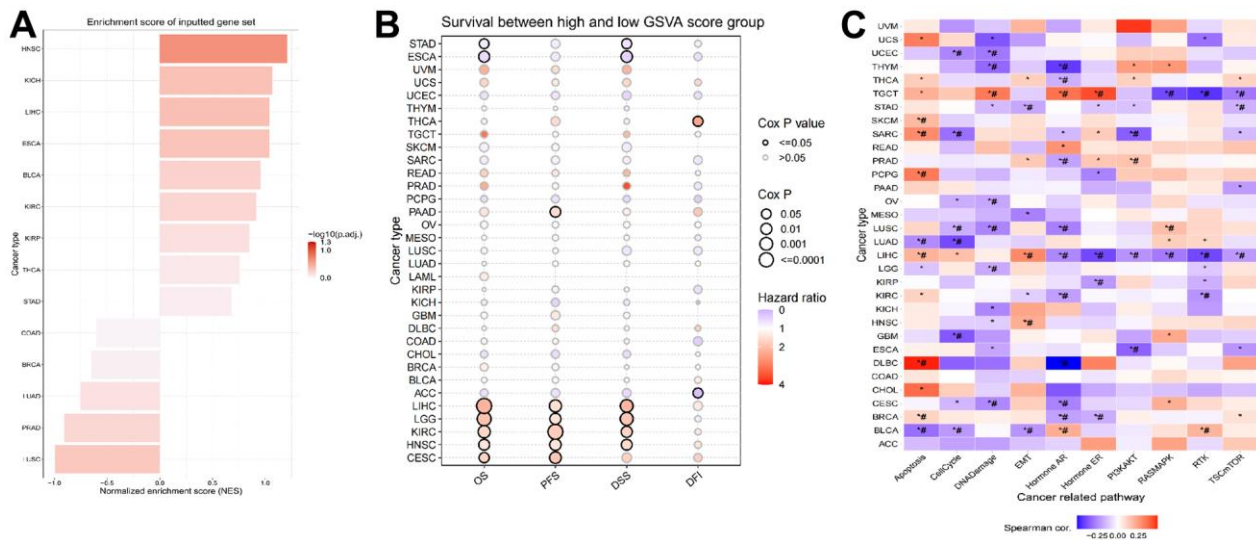 A
Enrichment score of inputted gene set
Cancer type
HNSC
KICH
LIHC
ESCA
BLCA
KIRC
KIRP
THCA
STAD
COAD
BRCA
LUAD
PRAD
LUSC
−1.0
−0.5
0.0
0.5
1.0
Normalized enrichment score (NES)
−log10(p.adj.)
1.3
1.3
0.0
B
Survival between high and low GSVA score group
Cancer type
STAD
ESCA
UVM
UCS
UCEC
THYM
THCA
TGCT
SKCM
SARC
READ
PRAD
PCPG
PAAD
OV
MESO
LUSC
LUAD
LAML
KIRP
KICH
GBM
DLBC
COAD
CHOL
BRCA
BLCA
ACC
LIHC
LGG
KIRC
HNSC
CESC
OS
PFS
DSS
DFI
Cox P value
<=0.05
>0.05
Cox P
0.05
0.01
0.001
<=0.0001
Hazard ratio
0
1
2
3
4
C
Cancer type
UVM
UCS * * *
UCEC *# *#
THYM *# *# * *
THCA * * *# * *
TGCT * *# *# *# *# *# *#
STAD * *# * * *#
SKCM *#
SARC *# *# * * *# *
READ *
PRAD * *# * *#
PCPG *# *
PAAD *
OV * *#
MESO *
LUSC *# *# *# *#
LUAD *# *# * *
LIHC *# * *# *# *# *# *# *# *#
LGG * *# *
KIRP *# *
KIRC * * *# *#
KICH *
HNSC * *#
GBM *# *
ESCA * *# *
DLBC *# *#
COAD
CHOL *
CESC * *# *# *
BRCA *# *# *# *
BLCA *# *# *# *# *#
ACC
Apoptosis
CellCycle
DNADamage
EMT
Hormone AR
Hormone ER
PI3KAKT
RASMAPK
RTK
TSCmTOR
Cancer related pathway
Spearman cor.
−0.25 0.00 0.25